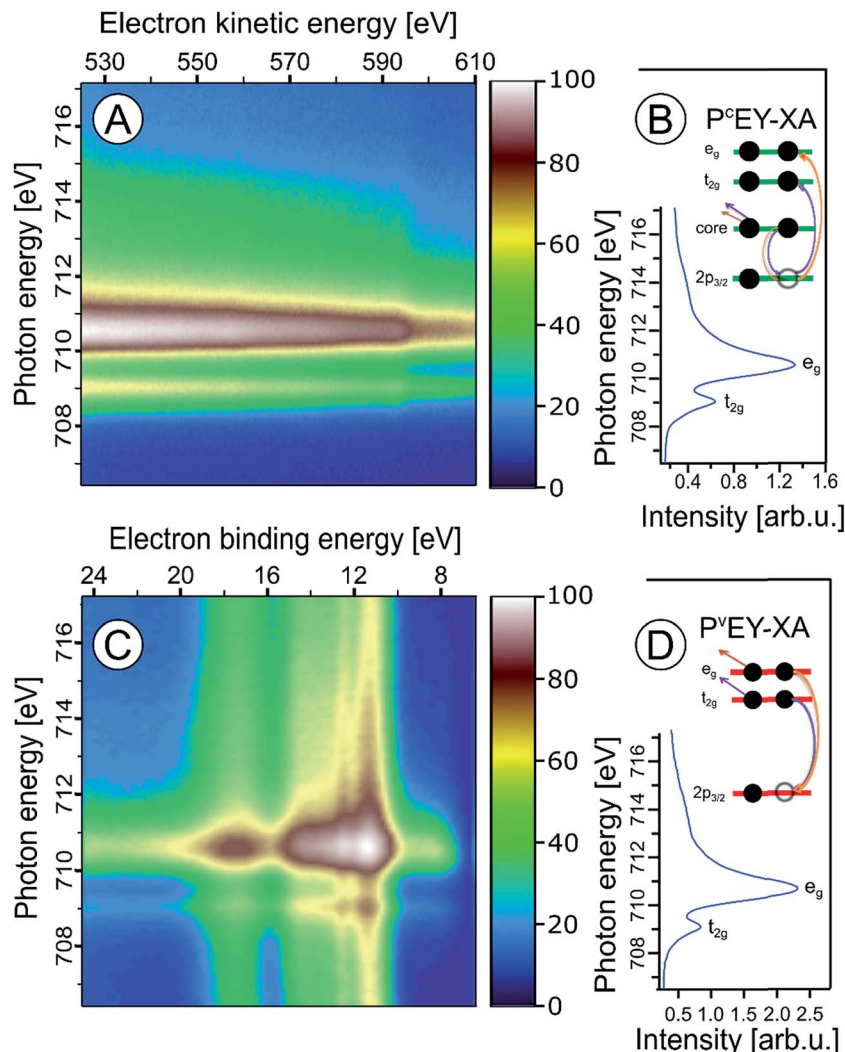 Electron kinetic energy [eV]
530 550 570 590 610
A
Photon energy [eV]
716
714
712
710
708
100
80
60
40
20
0
B
PᶜEY-XA
e_g
t_2g
core
2p_3/2
Photon energy [eV]
716
714
712
710
708
e_g
t_2g
0.4 0.8 1.2 1.6
Intensity [arb.u.]
Electron binding energy [eV]
24 20 16 12 8
C
Photon energy [eV]
716
714
712
710
708
100
80
60
40
20
0
D
PᵛEY-XA
e_g
t_2g
2p_3/2
Photon energy [eV]
716
714
712
710
708
e_g
t_2g
0.5 1.0 1.5 2.0 2.5
Intensity [arb.u.]